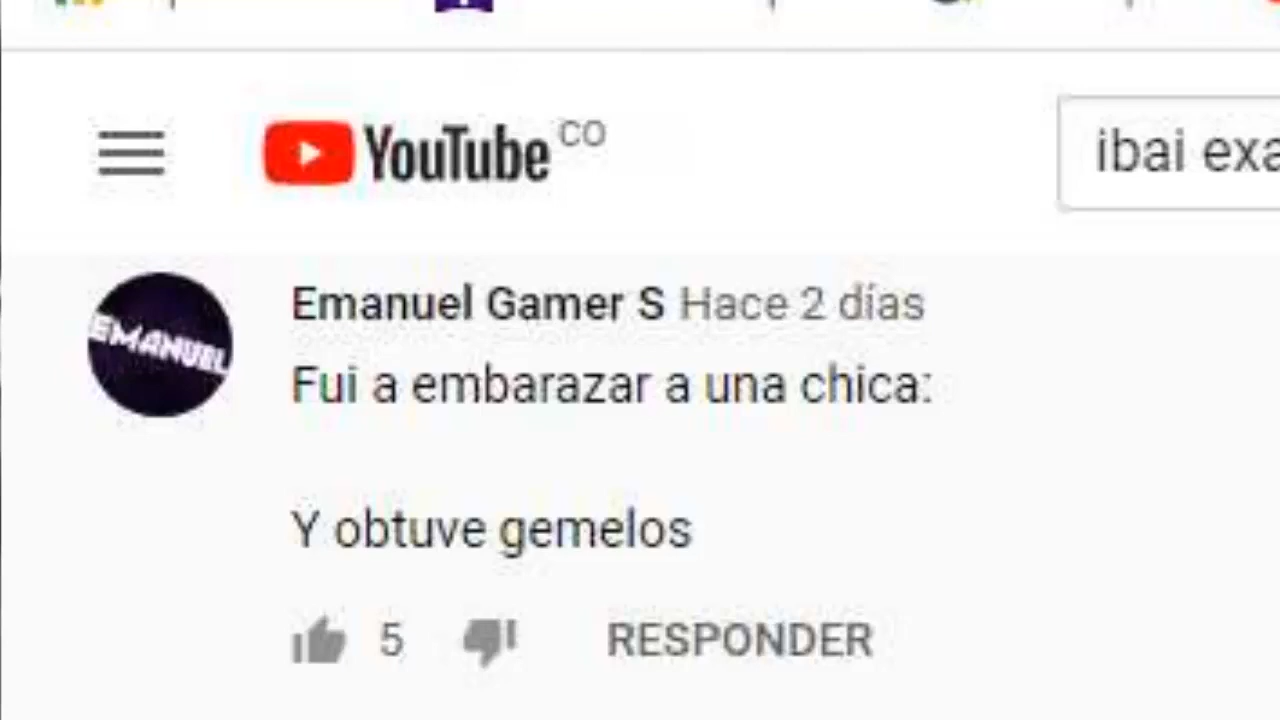 YouTube CO
ibai exa
EMANUEL
Emanuel Gamer S Hace 2 días
Fui a embarazar a una chica:
Y obtuve gemelos
5 RESPONDER